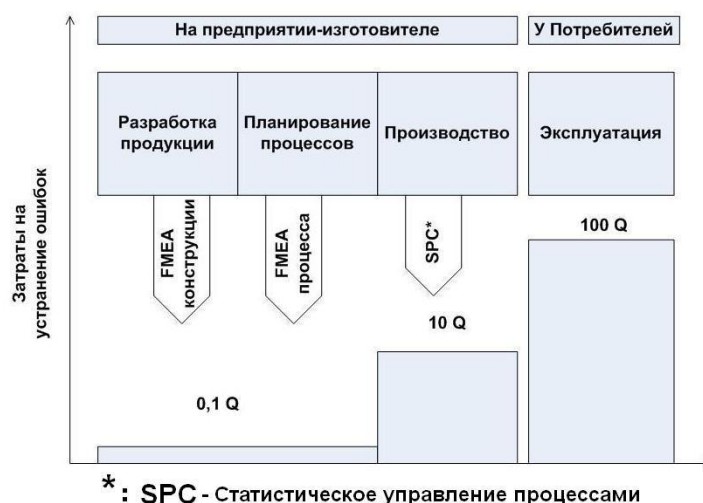 На предприятии-изготовителе
У Потребителей
Разработка
продукции
Планирование
процессов
Производство
Эксплуатация
Затраты на
устранение ошибок
FMEA
конструкции
FMEA
процесса
SPC*
0,1 Q
10 Q
100 Q
*: SPC - Статистическое управление процессами